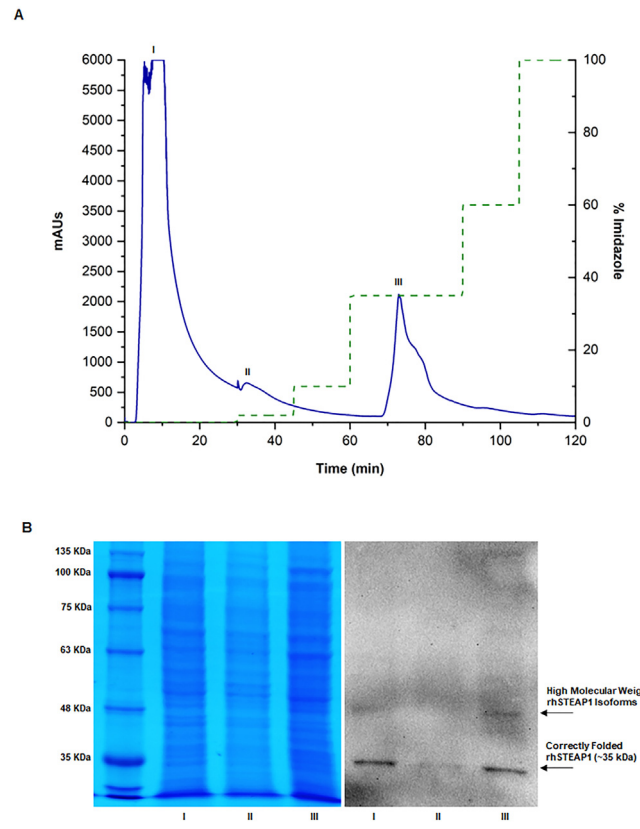 A
I
6000
5500
5000
4500
4000
3500
3000
2500
2000
1500
1000
500
0
mAUs
II
III
100
80
60
40
20
0
% Imidazole
0 20 40 60 80 100 120
Time (min)
B
135 KDa
100 KDa
75 KDa
63 KDa
48 KDa
35 KDa
High Molecular Weig
rhSTEAP1 Isoforms
Correctly Folded
rhSTEAP1 (~35 kDa)
I II III I II III